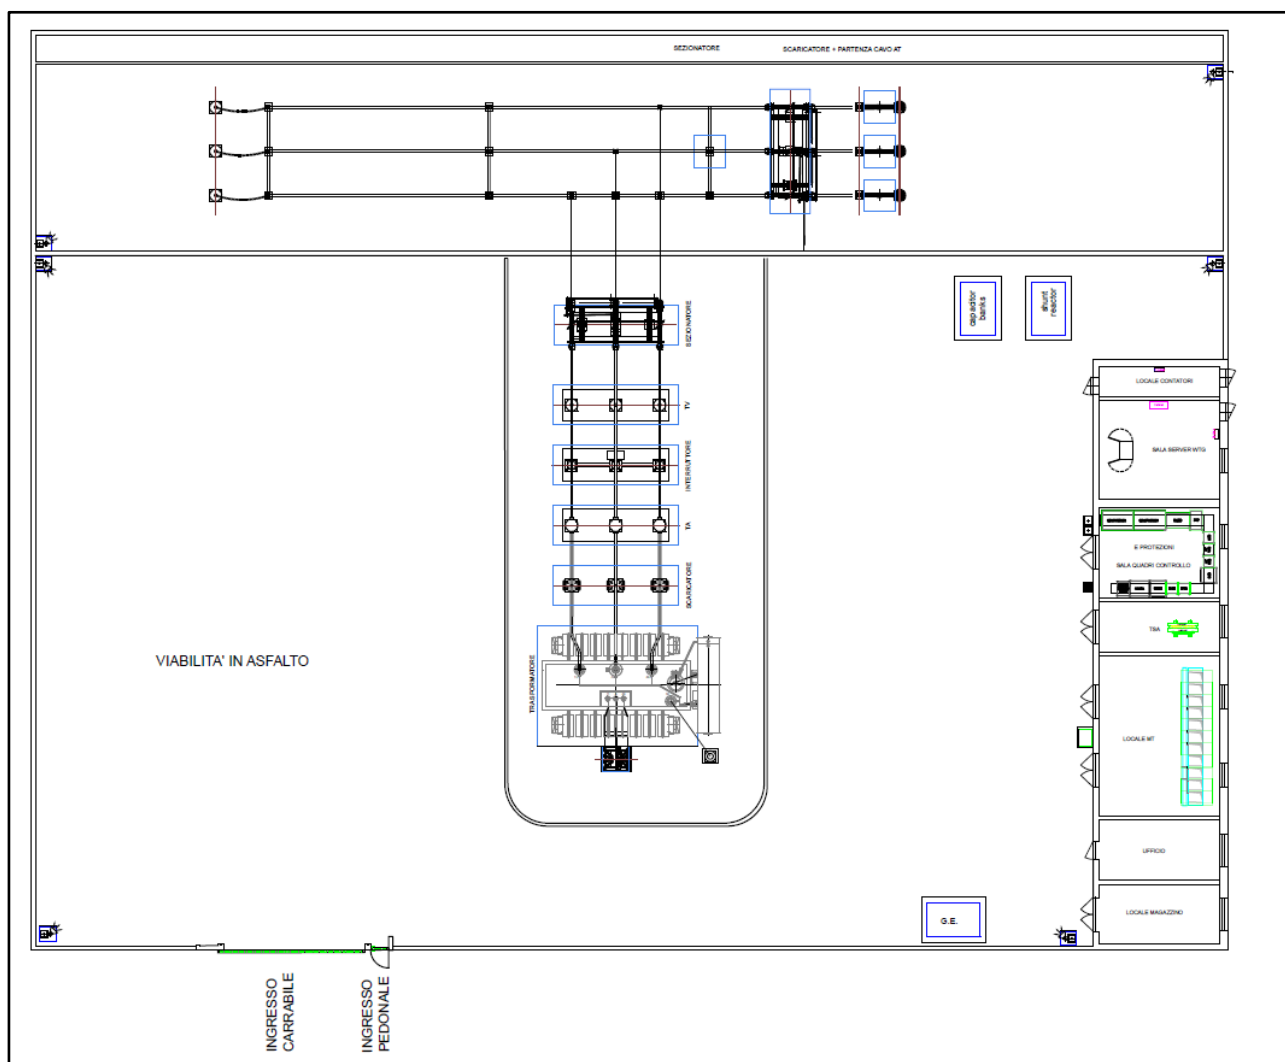 SEZIONATORE
SCARICATORE + PARTENZA CAVO AT
SEZIONATORE
capacitor
banks
shunt
reactor
LOCALE CONTATORI
TV
SALA SERVER WTG
INTERRUTTORE
TA
E PROTEZIONI
SALA QUADRI CONTROLLO
SCARICATORE
TSA
VIABILITA' IN ASFALTO
TRASFORMATORE
LOCALE MT
UFFICIO
LOCALE MAGAZZINO
G.E.
INGRESSO
CARRABILE
INGRESSO
PEDONALE